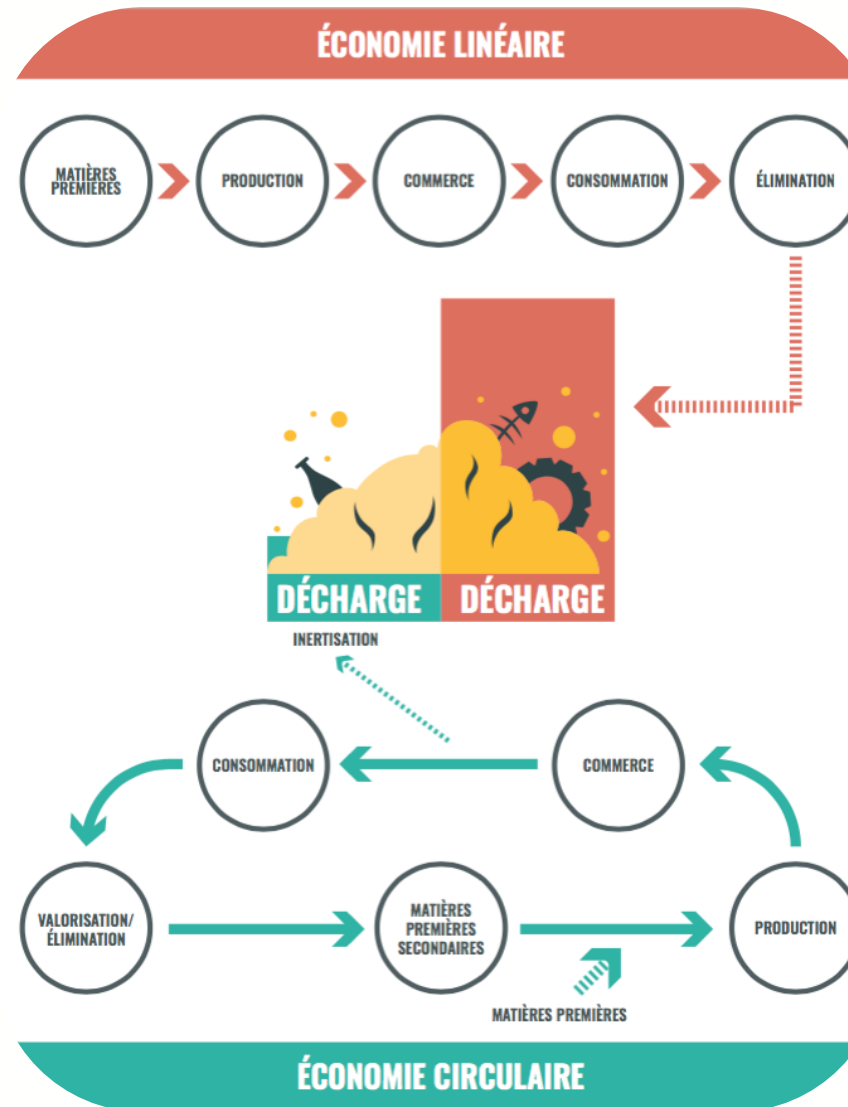 ÉCONOMIE LINÉAIRE
MATIÈRES
PREMIÈRES
PRODUCTION
COMMERCE
CONSOMMATION
ÉLIMINATION
DÉCHARGE
DÉCHARGE
INERTISATION
CONSOMMATION
COMMERCE
VALORISATION/
ÉLIMINATION
MATIÈRES
PREMIÈRES
SECONDAIRES
PRODUCTION
MATIÈRES PREMIÈRES
ÉCONOMIE CIRCULAIRE